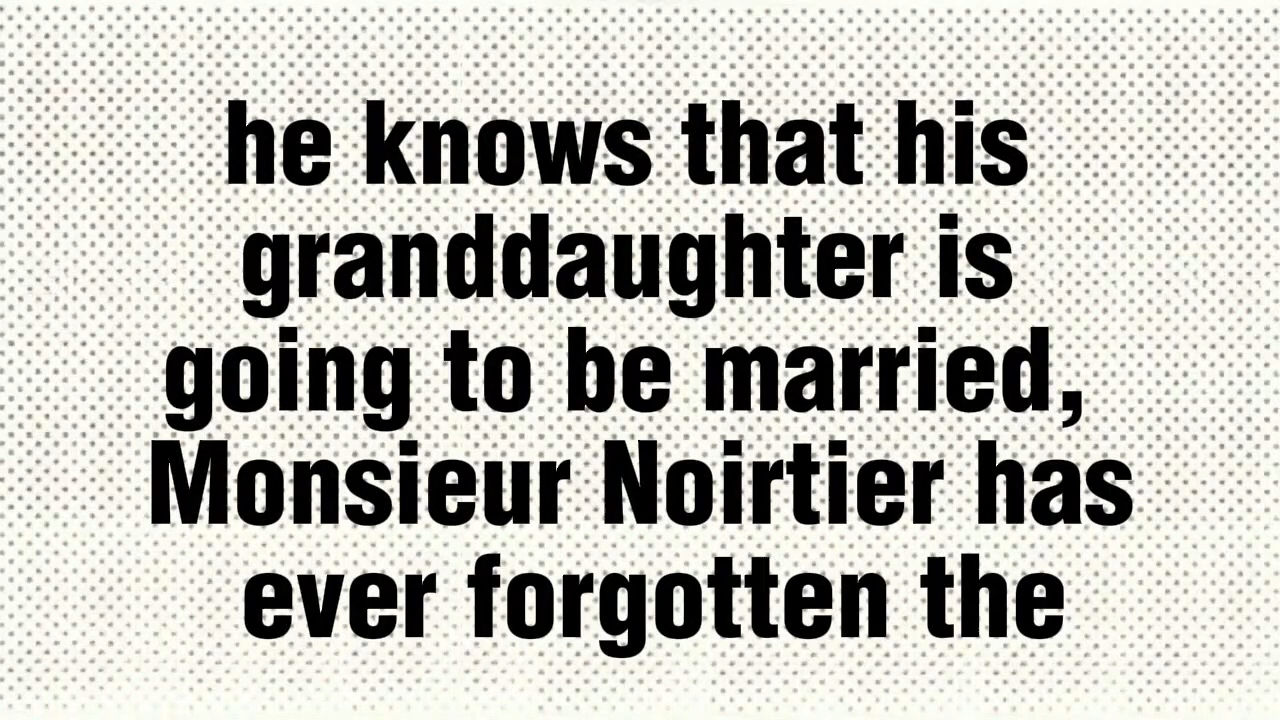 he knows that his
granddaughter is
going to be married,
Monsieur Noirtier has
ever forgotten the